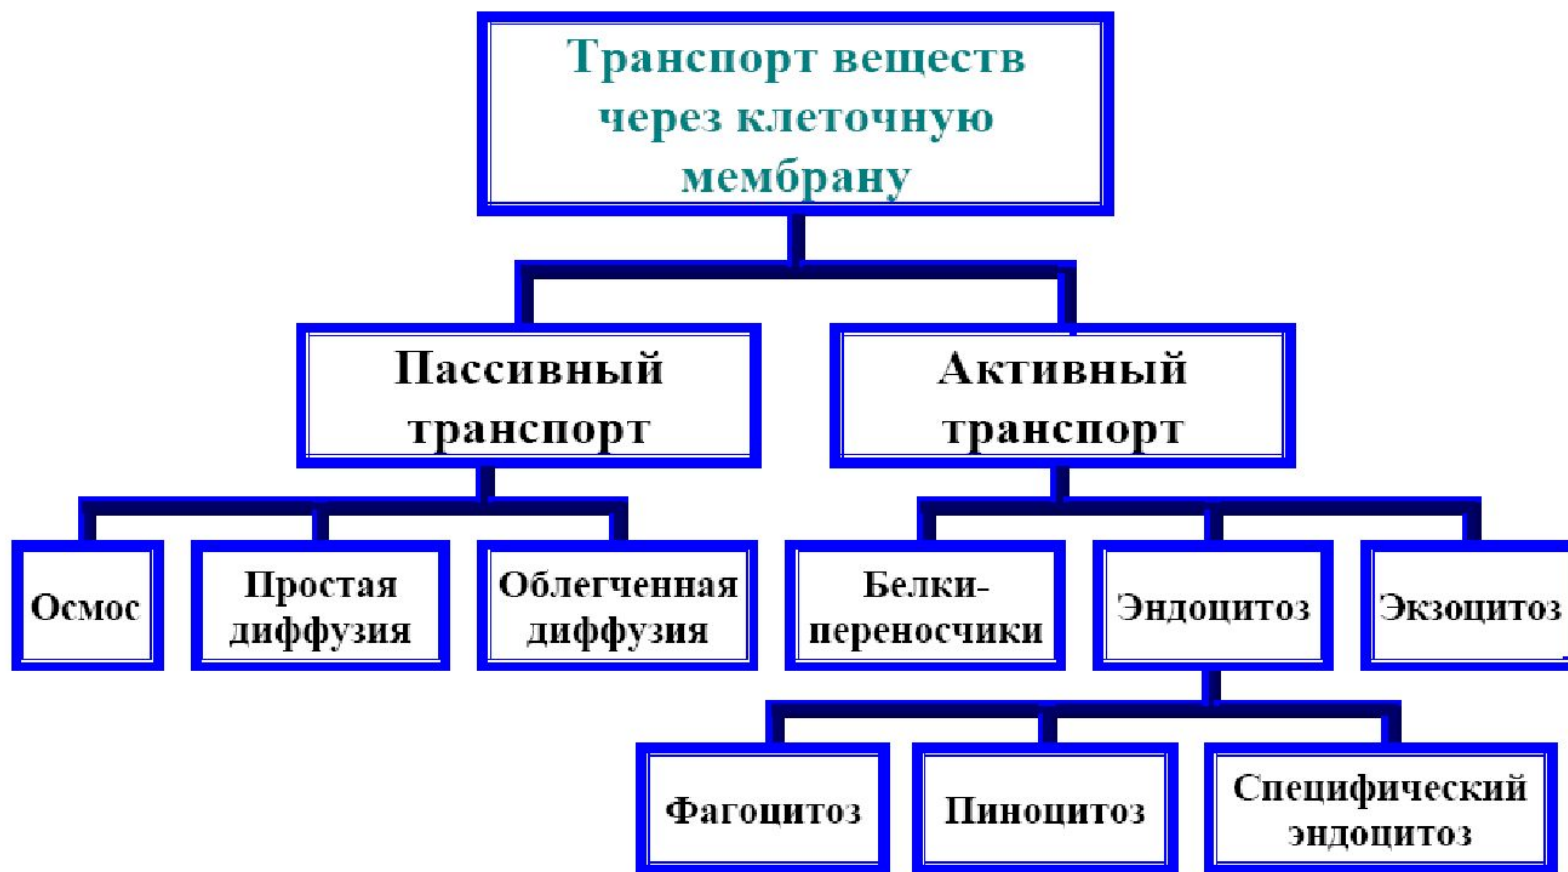 Транспорт веществ
через клеточную
мембрану
Пассивный
транспорт
Активный
транспорт
Осмос
Простая
диффузия
Облегченная
диффузия
Белки-
переносчики
Эндоцитоз
Экзоцитоз
Фагоцитоз
Пиноцитоз
Специфический
эндоцитоз